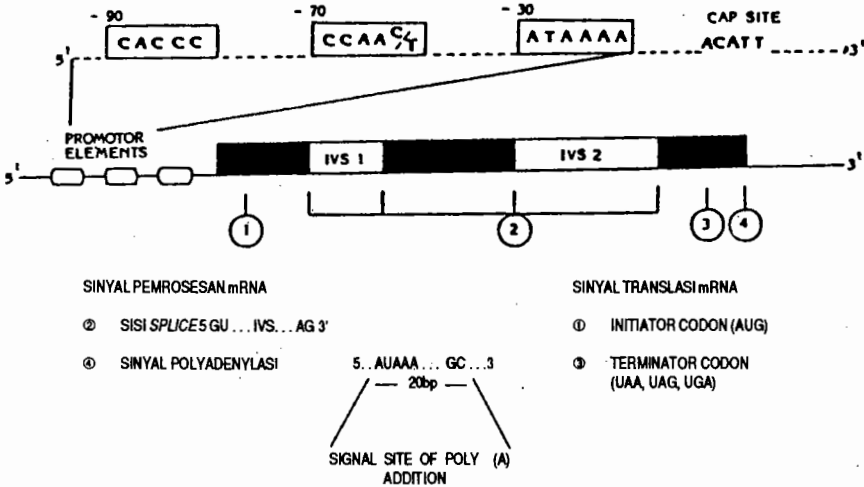 - 90 - 70 - 30 CAP SITE
5' CACCC CCAA C/T ATAAAA ACATT 3'
PROMOTOR
ELEMENTS
IVS 1 IVS 2
5' 3'
1 2 3 4
SINYAL PEMROSESAN mRNA
② SISI SPLICE 5 GU ... IVS... AG 3'
④ SINYAL POLYADENYLASI 5..AUAAA ... GC ...3
20bp
SIGNAL SITE OF POLY (A)
ADDITION
SINYAL TRANSLASI mRNA
① INITIATOR CODON (AUG)
③ TERMINATOR CODON
(UAA, UAG, UGA)